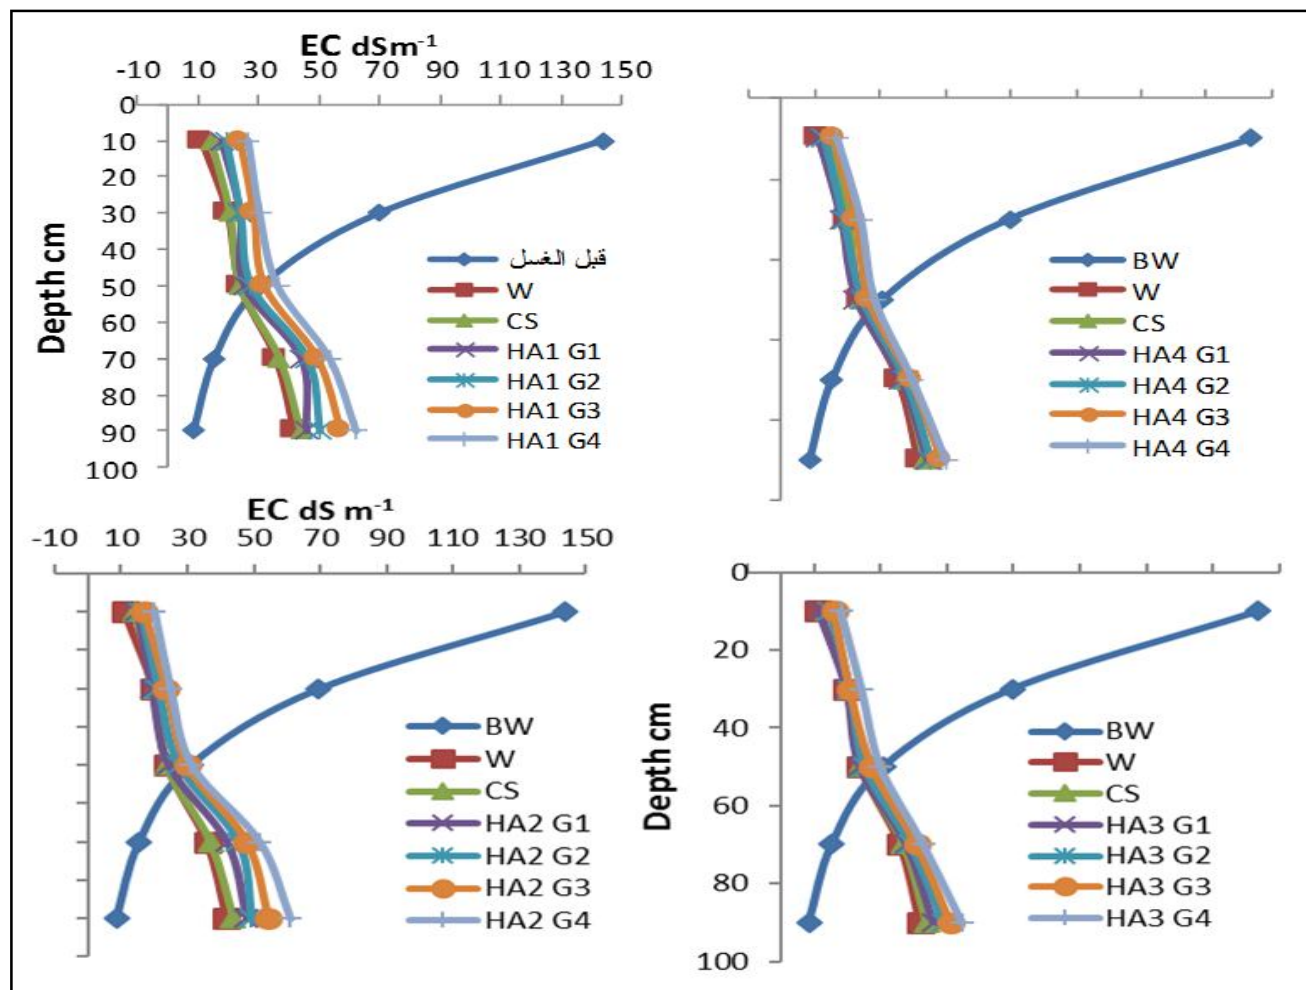 EC dSm⁻¹
-10 10 30 50 70 90 110 130 150
0
10
20
30
40
50
60
70
80
90
100
Depth cm
قبل الغسل
W
CS
HA1 G1
HA1 G2
HA1 G3
HA1 G4
BW
W
CS
HA4 G1
HA4 G2
HA4 G3
HA4 G4
EC dS m⁻¹
-10 10 30 50 70 90 110 130 150
BW
W
CS
HA2 G1
HA2 G2
HA2 G3
HA2 G4
0
20
40
60
80
100
Depth cm
BW
W
CS
HA3 G1
HA3 G2
HA3 G3
HA3 G4